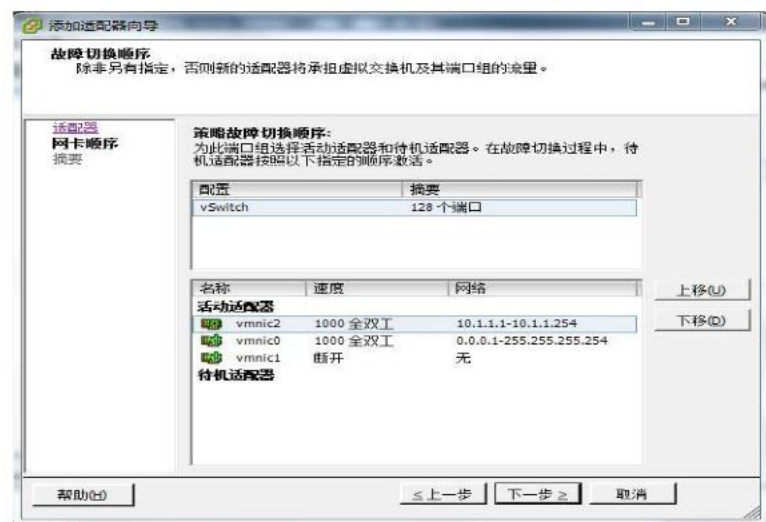 添加适配器向导
故障切换顺序
除非另有指定，否则新的适配器将承担虚拟交换机及其端口组的流里。
适配器
网卡顺序
摘要
策略故障切换顺序:
为此端口组选择活动适配器和待机适配器。在故障切换过程中，待
机适配器按照以下指定的顺序激活。
配置 摘要
vSwitch 128 个端口
名称 速度 网络
活动适配器
vmnic2 1000 全双工 10.1.1.1-10.1.1.254
vmnic0 1000 全双工 0.0.0.1-255.255.255.254
vmnic1 断开 无
待机适配器
上移(U)
下移(D)
帮助(H) ≤上一步 下一步≥ 取消